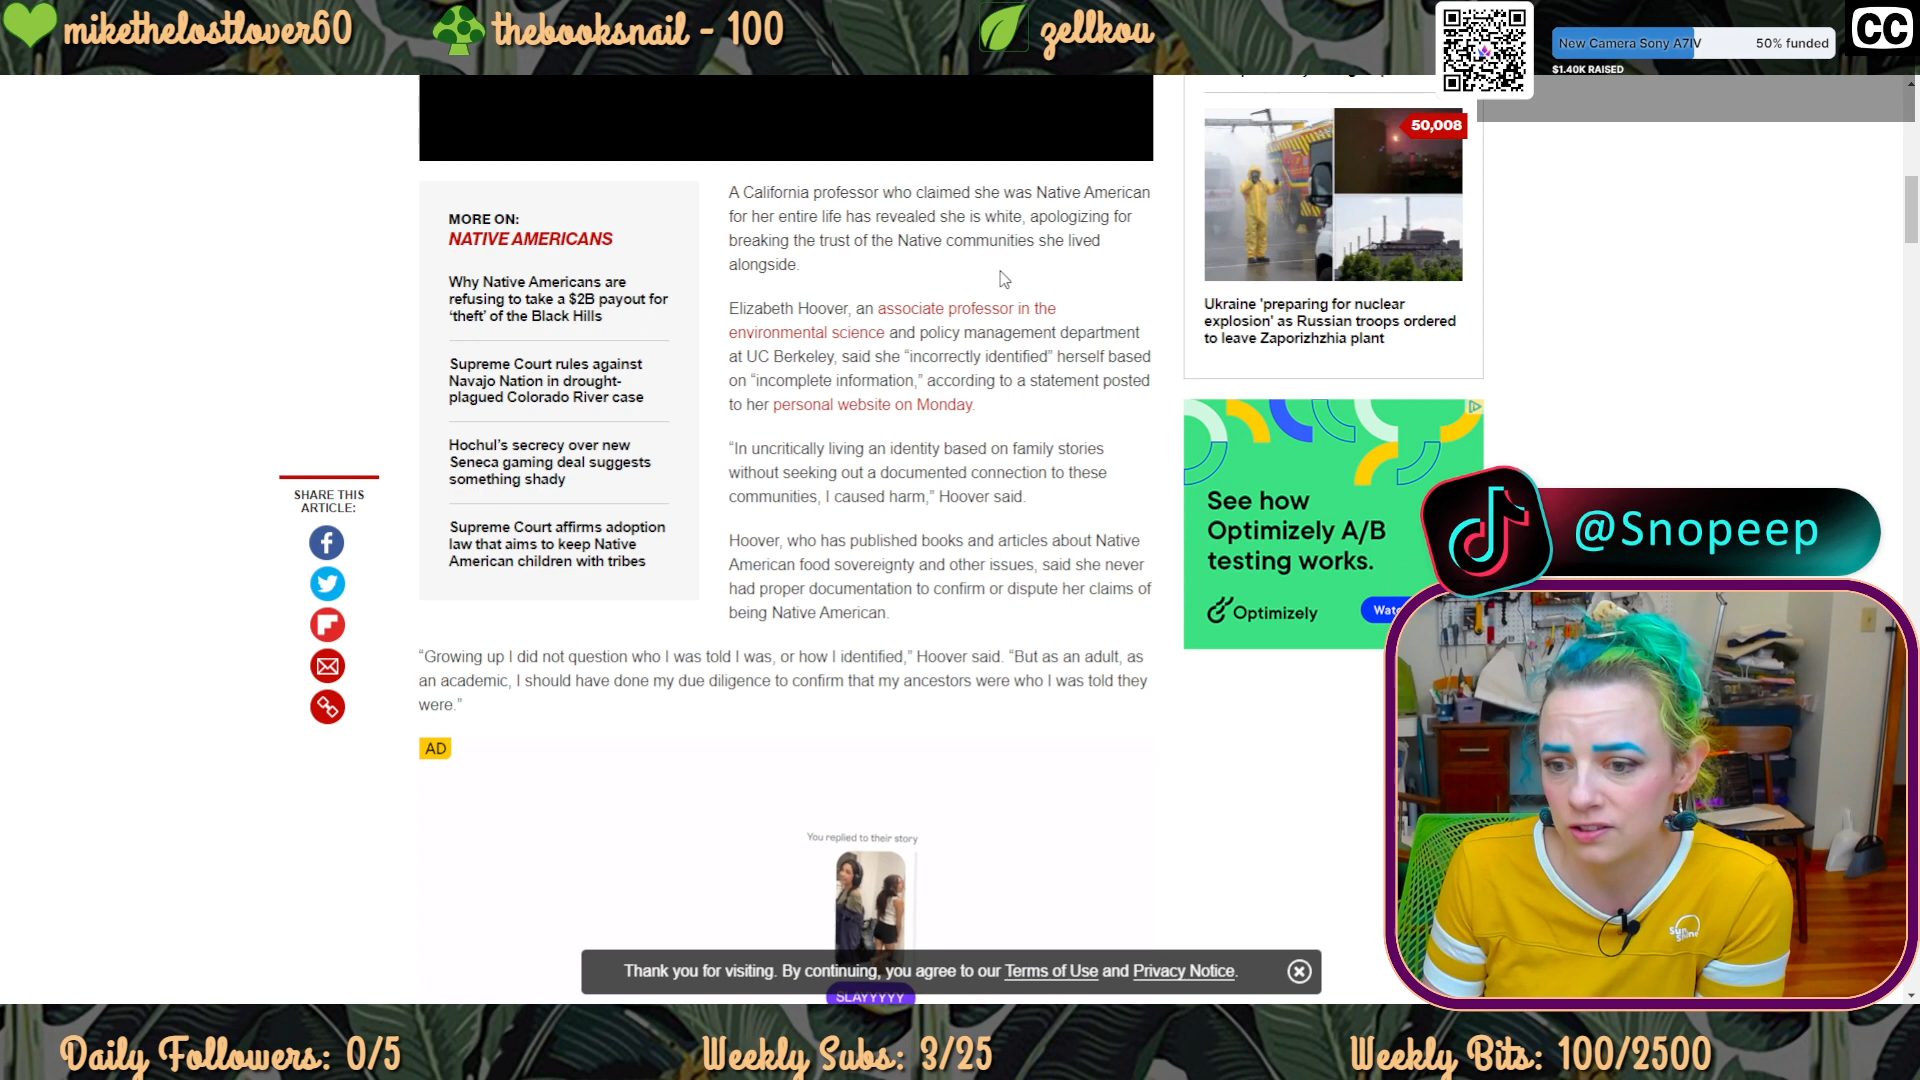 mikethelostlover60
thebooksnail - 100
zellkou
New Camera Sony A7IV 50% funded
$1.40K RAISED
CC
50,008
MORE ON:
NATIVE AMERICANS
Why Native Americans are
refusing to take a $2B payout for
‘theft’ of the Black Hills
Supreme Court rules against
Navajo Nation in drought-
plagued Colorado River case
Hochul’s secrecy over new
Seneca gaming deal suggests
something shady
Supreme Court affirms adoption
law that aims to keep Native
American children with tribes
SHARE THIS
ARTICLE:
A California professor who claimed she was Native American
for her entire life has revealed she is white, apologizing for
breaking the trust of the Native communities she lived
alongside.
Elizabeth Hoover, an associate professor in the
environmental science and policy management department
at UC Berkeley, said she “incorrectly identified” herself based
on “incomplete information,” according to a statement posted
to her personal website on Monday.
“In uncritically living an identity based on family stories
without seeking out a documented connection to these
communities, I caused harm,” Hoover said.
Hoover, who has published books and articles about Native
American food sovereignty and other issues, said she never
had proper documentation to confirm or dispute her claims of
being Native American.
“Growing up I did not question who I was told I was, or how I identified,” Hoover said. “But as an adult, as
an academic, I should have done my due diligence to confirm that my ancestors were who I was told they
were.”
Ukraine 'preparing for nuclear
explosion' as Russian troops ordered
to leave Zaporizhzhia plant
See how
Optimizely A/B
testing works.
Optimizely
@Snopeep
AD
You replied to their story
SLAYYYYY
Thank you for visiting. By continuing, you agree to our Terms of Use and Privacy Notice.
Sun
Shine
Daily Followers: 0/5
Weekly Subs: 3/25
Weekly Bits: 100/2500